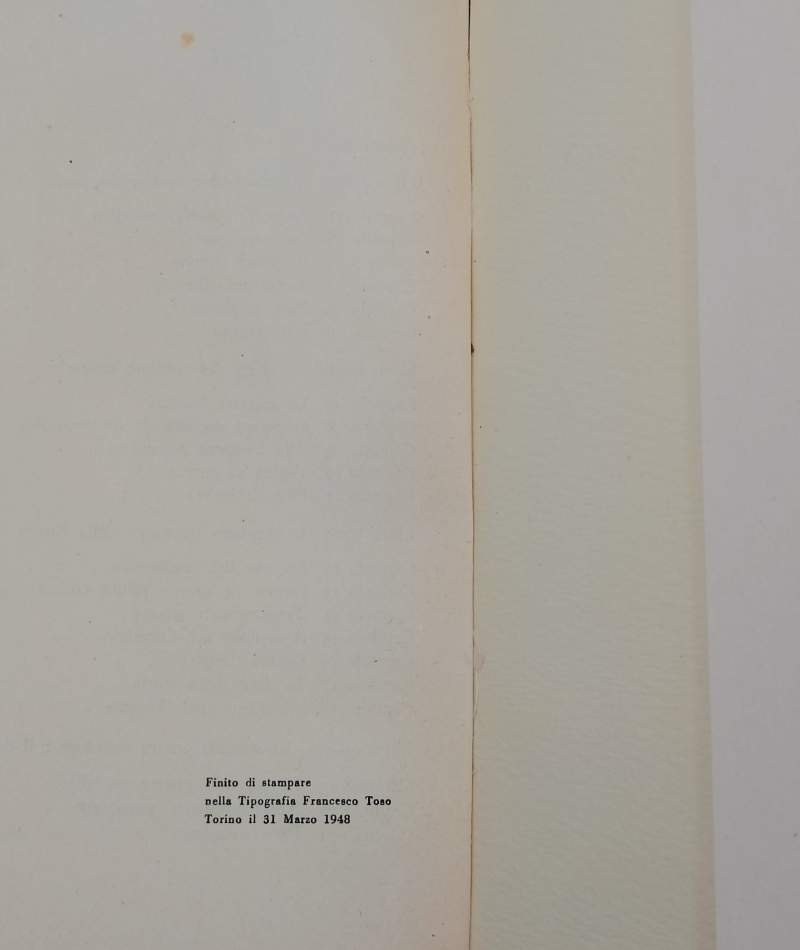 Finito di stampare
nella Tipografia Francesco Toso
Torino il 31 Marzo 1948